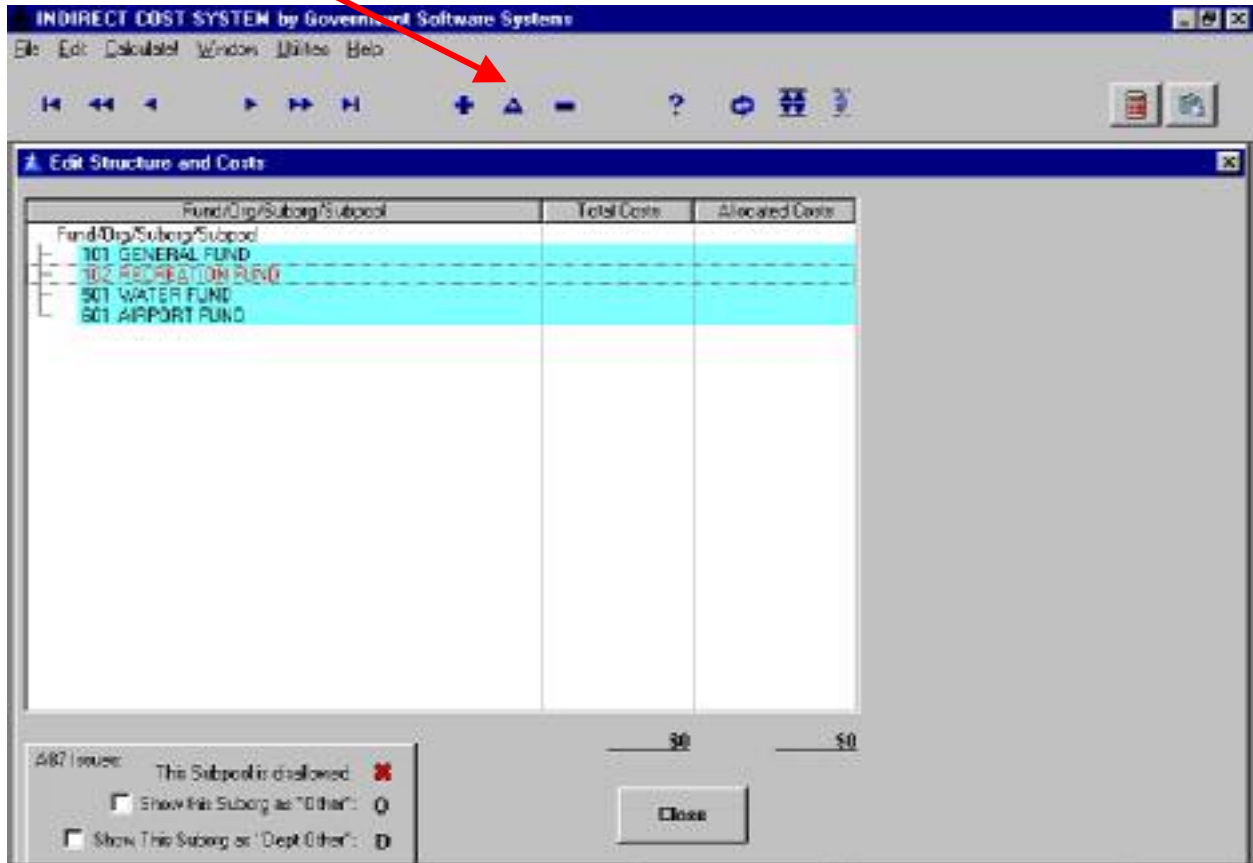 INDIRECT COST SYSTEM by Government Software Systems
File Edit Calculate! Window Utilities Help
?
Edit Structure and Costs
Fund/Org/Suborg/Subpool Total Costs Allocated Costs
Fund/Org/Suborg/Subpool
101 GENERAL FUND
102 RECREATION FUND
501 WATER FUND
601 AIRPORT FUND
$0 $0
A87 Issues:
This Subpool is disallowed:
Show this Suborg as "Other": O
Show This Suborg as "Dept Other": D
Close